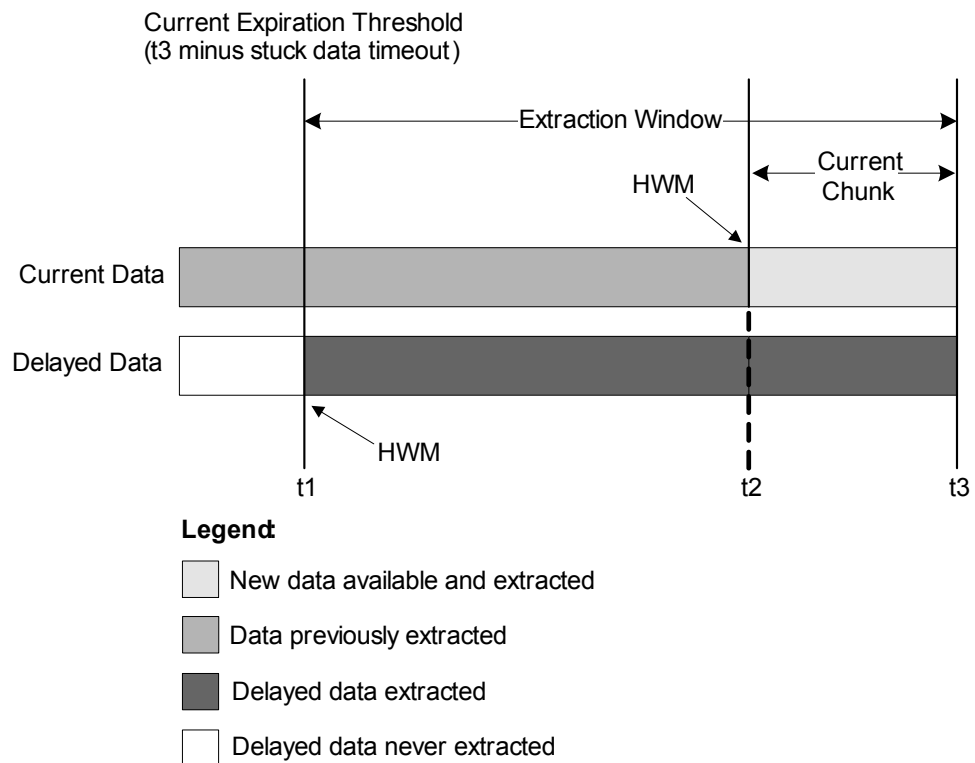 Current Expiration Threshold
(t3 minus stuck data timeout)
Extraction Window
Current
Chunk
HWM
Current Data
Delayed Data
HWM
t1
t2
t3
Legend:
New data available and extracted
Data previously extracted
Delayed data extracted
Delayed data never extracted